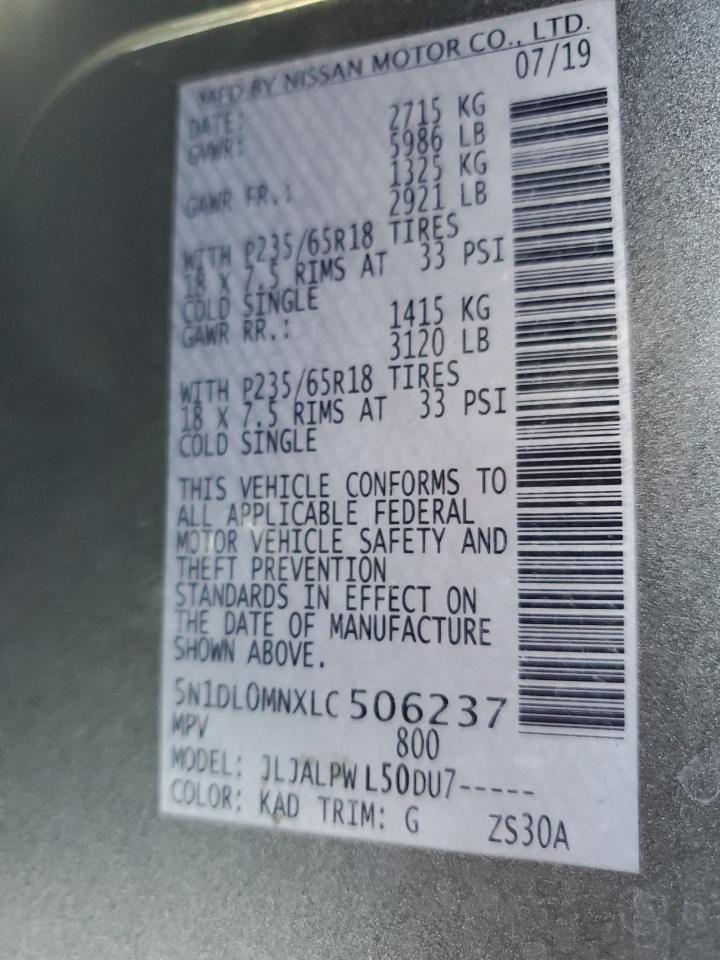 MFD BY NISSAN MOTOR CO., LTD.
DATE: 07/19
GVWR: 2715 KG
5986 LB
GAWR FR.: 1325 KG
2921 LB
WITH P235/65R18 TIRES
18 X 7.5 RIMS AT 33 PSI
COLD SINGLE
GAWR RR.: 1415 KG
3120 LB
WITH P235/65R18 TIRES
18 X 7.5 RIMS AT 33 PSI
COLD SINGLE
THIS VEHICLE CONFORMS TO
ALL APPLICABLE FEDERAL
MOTOR VEHICLE SAFETY AND
THEFT PREVENTION
STANDARDS IN EFFECT ON
THE DATE OF MANUFACTURE
SHOWN ABOVE.
5N1DL0MNXLC 506237
MPV 800
MODEL: JLJALPW L50DU7-----
COLOR: KAD TRIM: G ZS30A